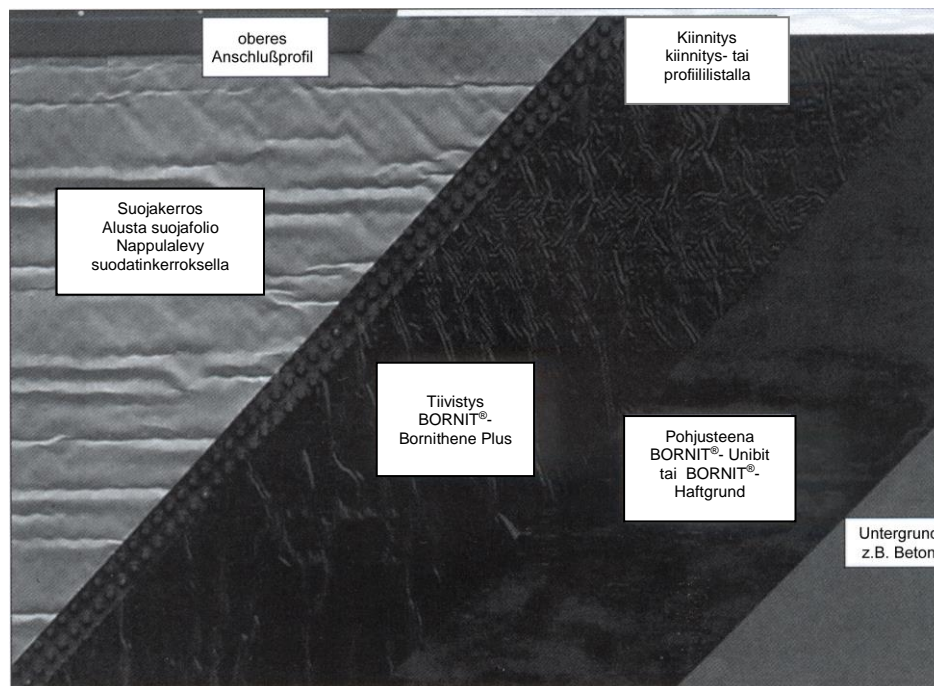 oberes
Anschlußprofil
Kiinnitys
kiinnitys- tai
profiililistalla
Suojakerros
Alusta suojafolio
Nappulalevy
suodatinkerroksella
Tiivistys
BORNIT®-
Bornithene Plus
Pohjusteena
BORNIT®- Unibit
tai BORNIT®-
Haftgrund
Untergrund
z.B. Beton